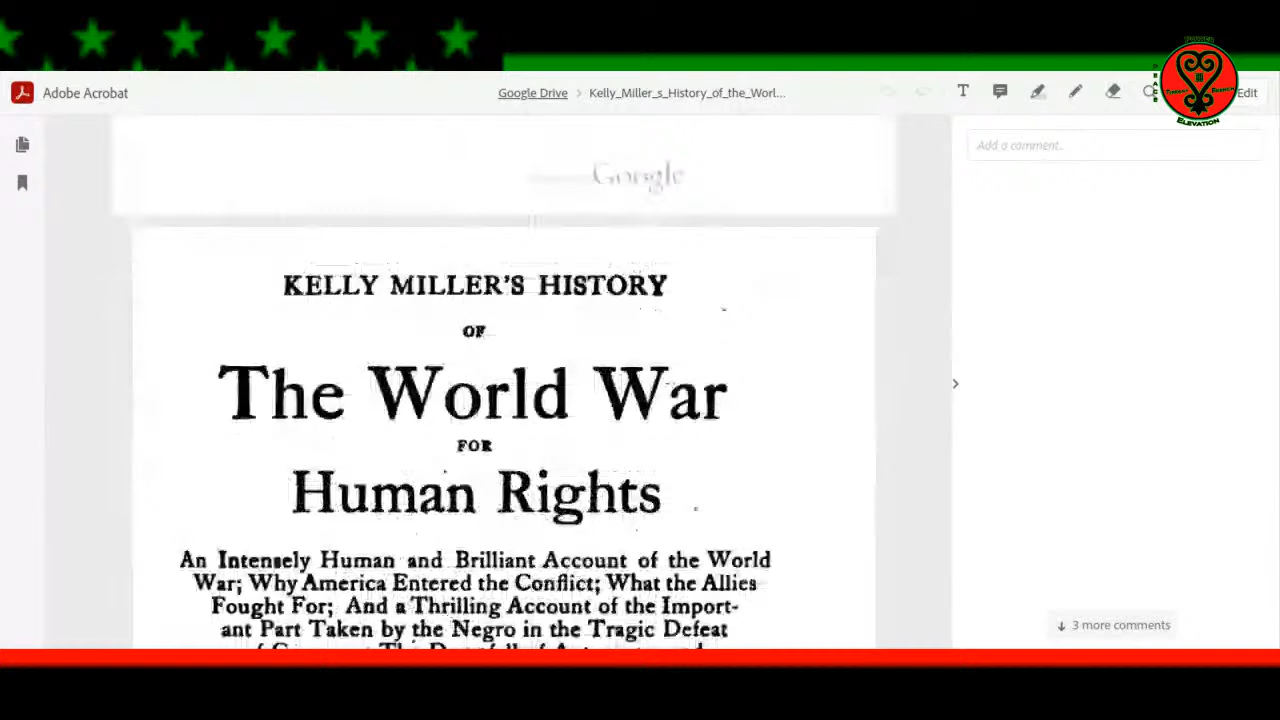 POWER
PEACE
ELEVATION
Adobe Acrobat
Google Drive > Kelly_Miller_s_History_of_the_Worl...
T
Edit
Add a comment..
Google
KELLY MILLER'S HISTORY
OF
The World War
FOR
Human Rights
An Intensely Human and Brilliant Account of the World
War; Why America Entered the Conflict; What the Allies
Fought For; And a Thrilling Account of the Import-
ant Part Taken by the Negro in the Tragic Defeat
3 more comments